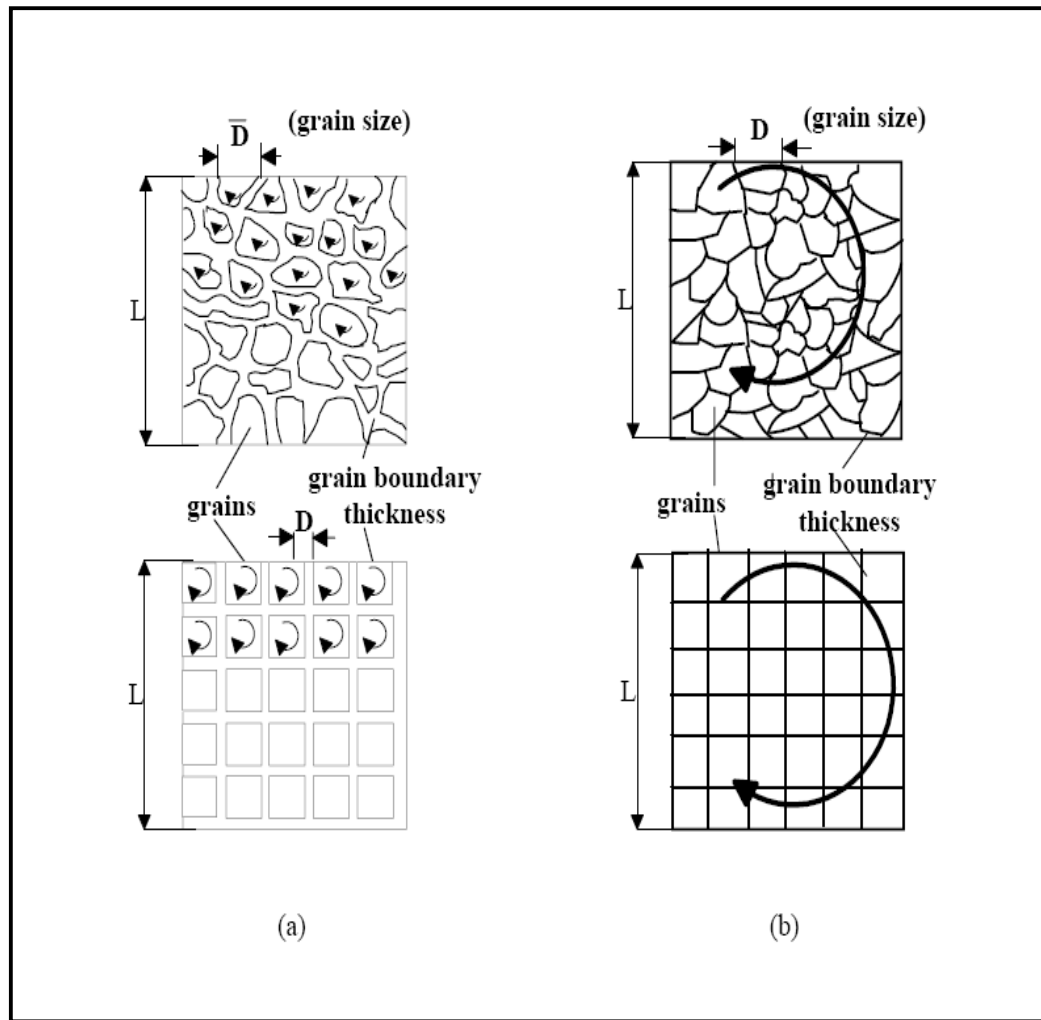 D̅ (grain size)
L
grains
grain boundary
thickness
D
L
(a)
D (grain size)
L
grains
grain boundary
thickness
L
(b)